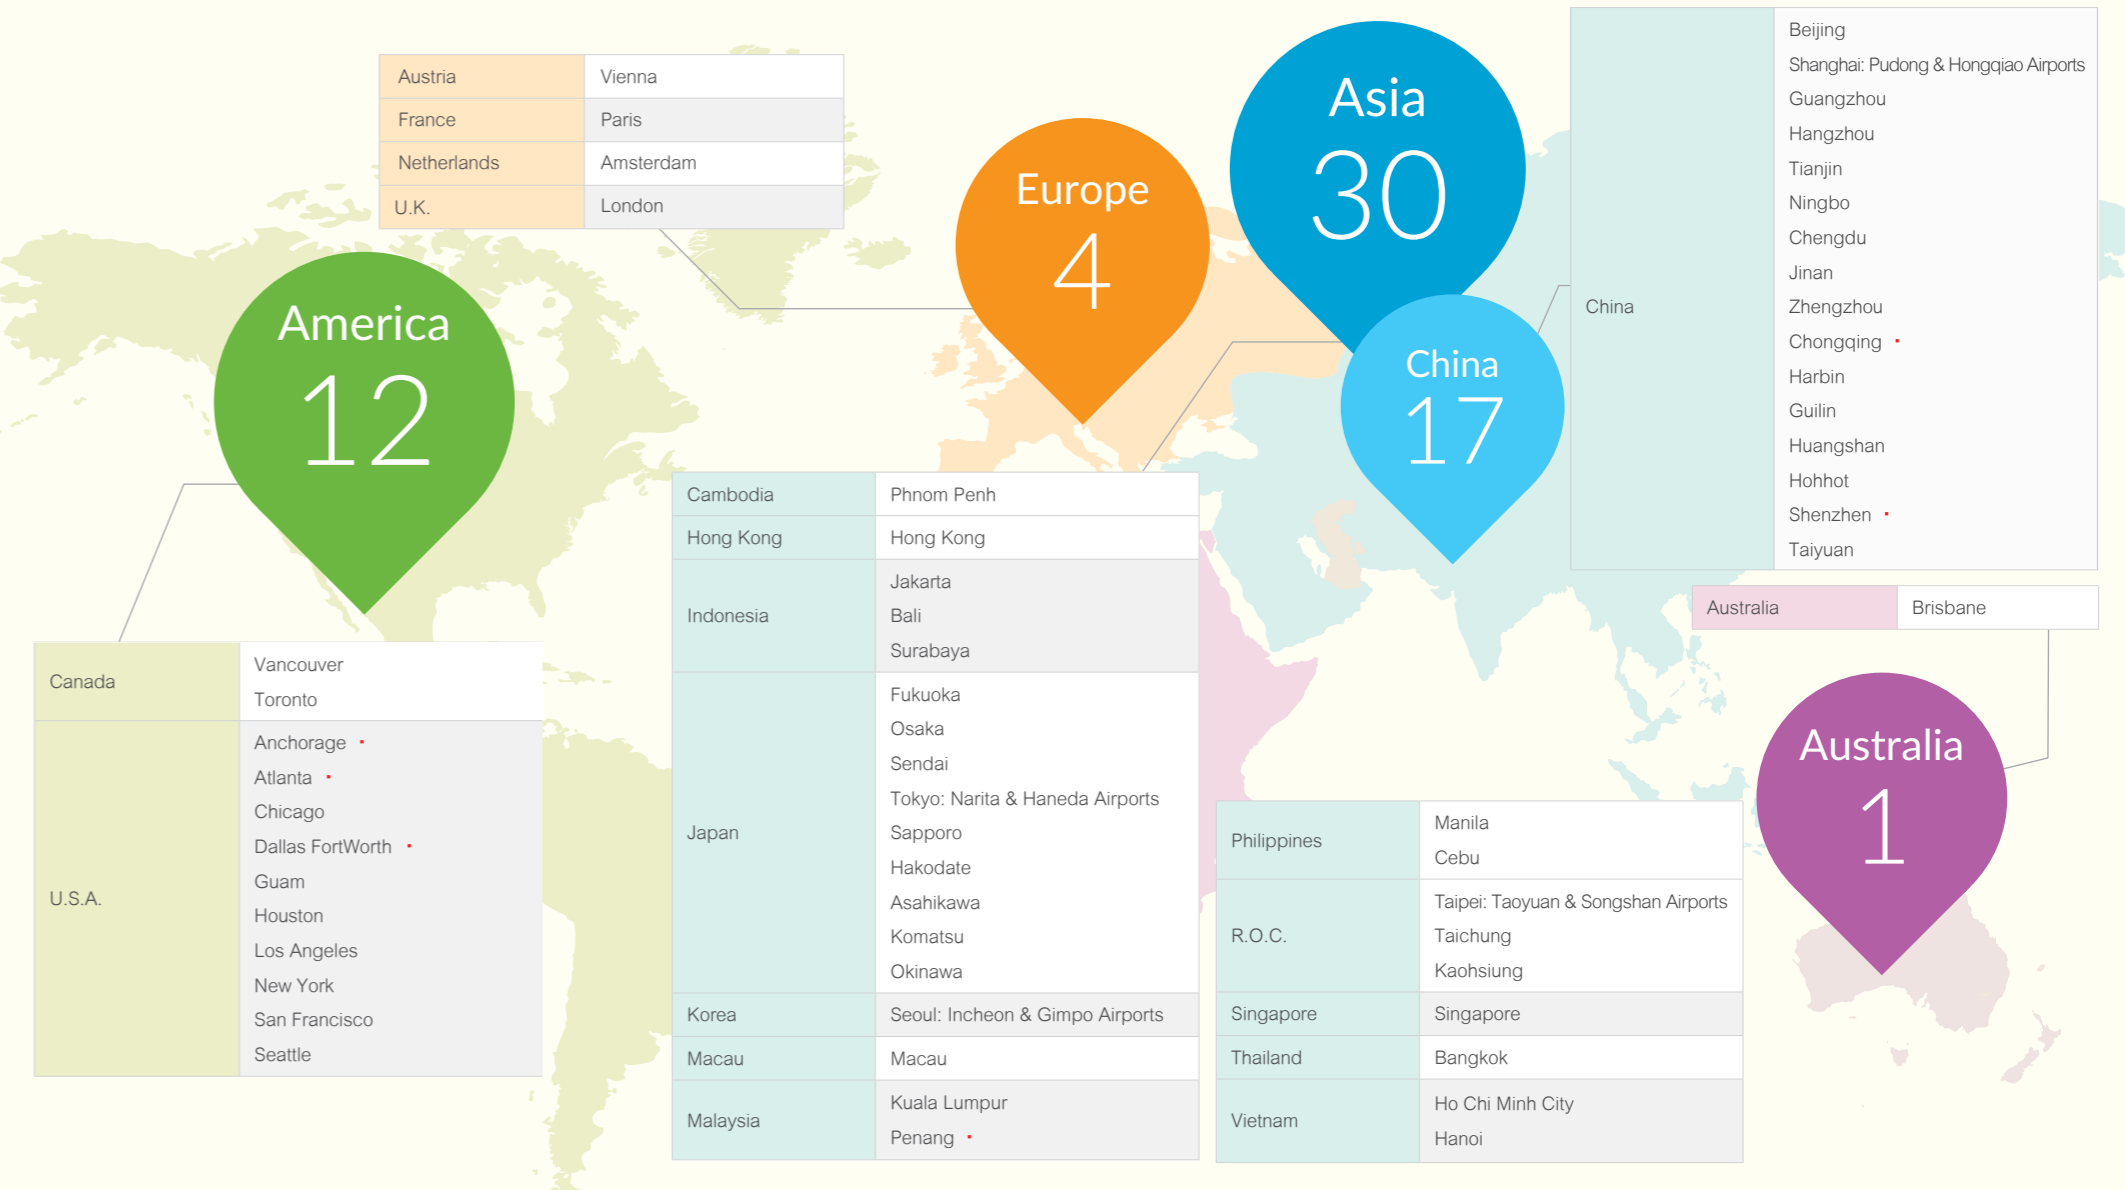 Austria
Vienna
France
Paris
Netherlands
Amsterdam
U.K.
London
Europe
4
Asia
30
China
17
China
Beijing
Shanghai: Pudong & Hongqiao Airports
Guangzhou
Hangzhou
Tianjin
Ningbo
Chengdu
Jinan
Zhengzhou
Chongqing
Harbin
Guilin
Huangshan
Hohhot
Shenzhen
Taiyuan
America
12
Canada
Vancouver
Toronto
U.S.A.
Anchorage
Atlanta
Chicago
Dallas FortWorth
Guam
Houston
Los Angeles
New York
San Francisco
Seattle
Cambodia
Phnom Penh
Hong Kong
Hong Kong
Indonesia
Jakarta
Bali
Surabaya
Japan
Fukuoka
Osaka
Sendai
Tokyo: Narita & Haneda Airports
Sapporo
Hakodate
Asahikawa
Komatsu
Okinawa
Korea
Seoul: Incheon & Gimpo Airports
Macau
Macau
Malaysia
Kuala Lumpur
Penang
Philippines
Manila
Cebu
R.O.C.
Taipei: Taoyuan & Songshan Airports
Taichung
Kaohsiung
Singapore
Singapore
Thailand
Bangkok
Vietnam
Ho Chi Minh City
Hanoi
Australia
Brisbane
Australia
1